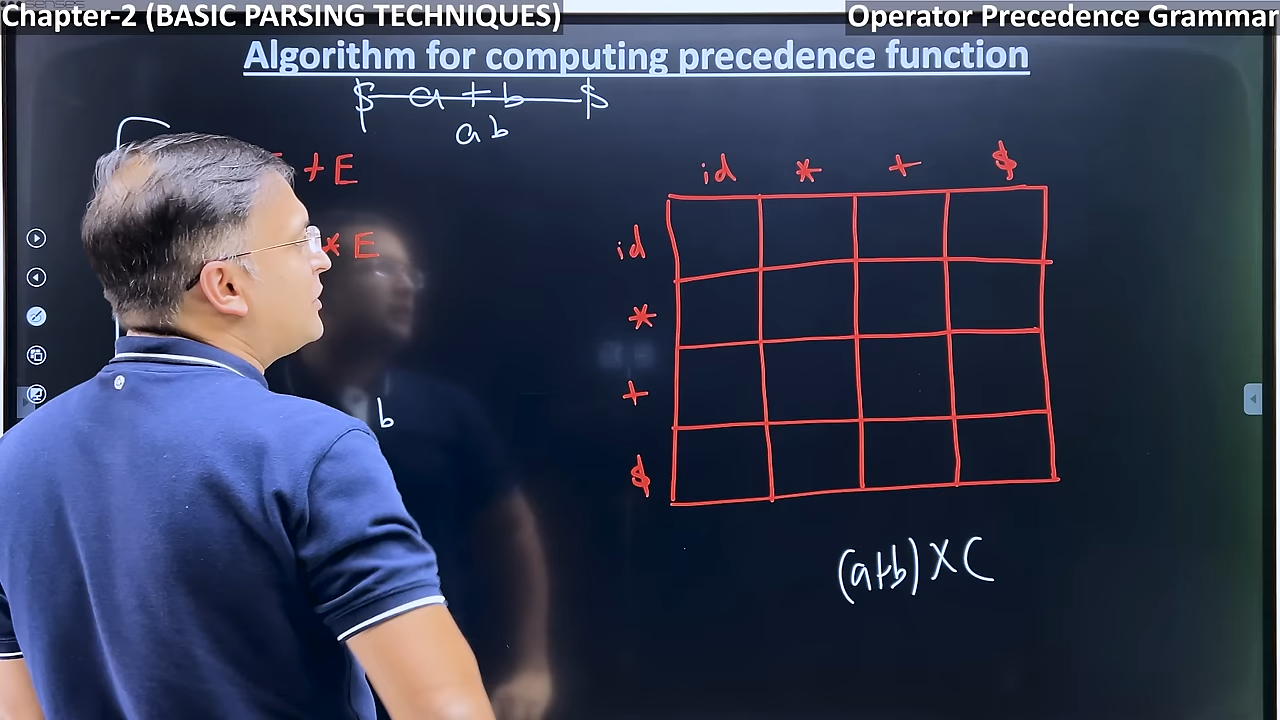 Chapter-2 (BASIC PARSING TECHNIQUES)
Operator Precedence Grammar
Algorithm for computing precedence function
$ a + b $
a b
+ E
* E
b
id * + $
id
*
+
$
(a+b) × C